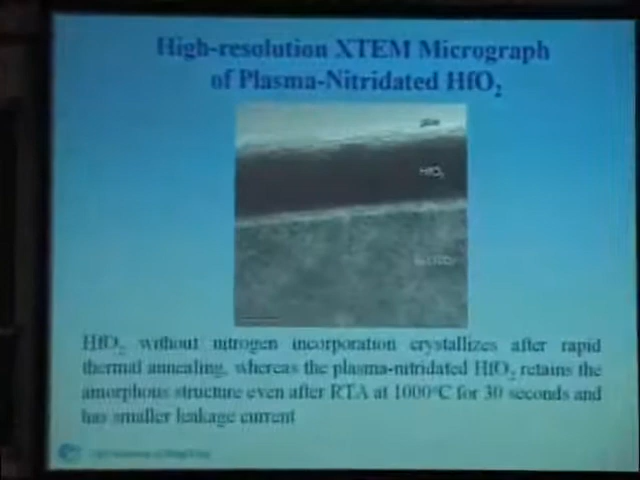 High-resolution XTEM Micrograph
of Plasma-Nitridated HfO₂
HfO₂
HfO₂ without nitrogen incorporation crystallizes after rapid
thermal annealing, whereas the plasma-nitridated HfO₂ retains the
amorphous structure even after RTA at 1000°C for 30 seconds and
has smaller leakage current